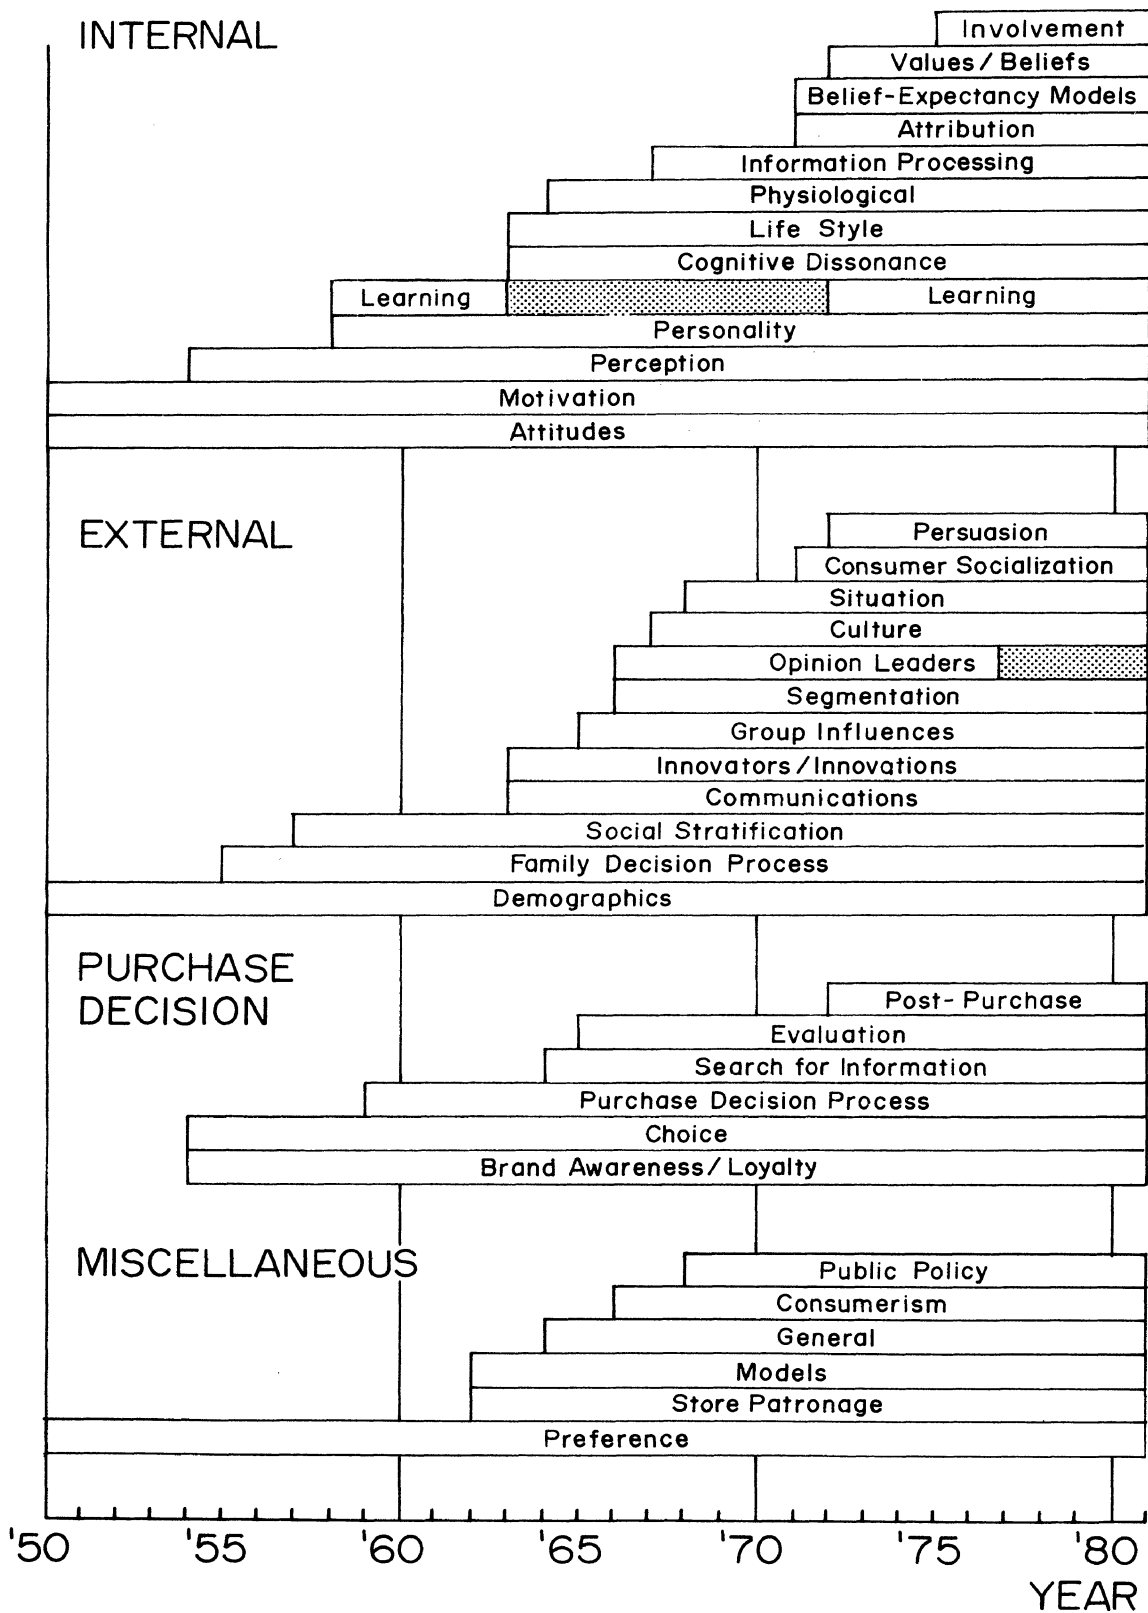 INTERNAL
Involvement
Values/Beliefs
Belief-Expectancy Models
Attribution
Information Processing
Physiological
Life Style
Cognitive Dissonance
Learning Learning
Personality
Perception
Motivation
Attitudes
EXTERNAL
Persuasion
Consumer Socialization
Situation
Culture
Opinion Leaders
Segmentation
Group Influences
Innovators/Innovations
Communications
Social Stratification
Family Decision Process
Demographics
PURCHASE
DECISION
Post-Purchase
Evaluation
Search for Information
Purchase Decision Process
Choice
Brand Awareness/Loyalty
MISCELLANEOUS
Public Policy
Consumerism
General
Models
Store Patronage
Preference
'50 '55 '60 '65 '70 '75 '80
YEAR